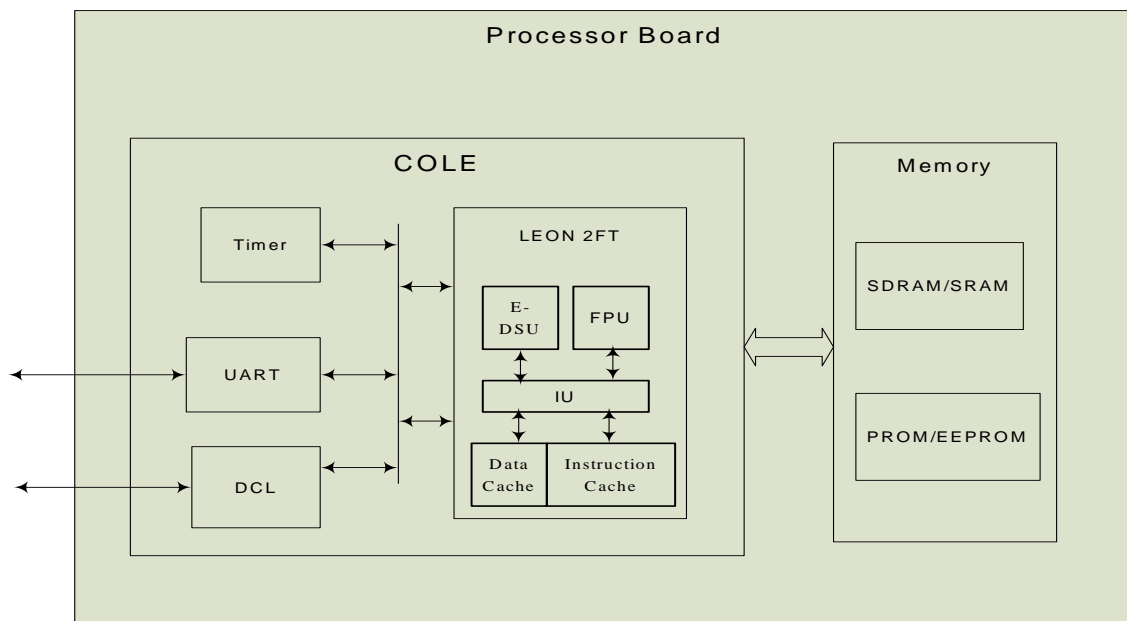 Processor Board
COLE
Memory
Timer
LEON 2FT
SDRAM/SRAM
E-
DSU
FPU
UART
IU
PROM/EEPROM
DCL
Data
Cache
Instruction
Cache